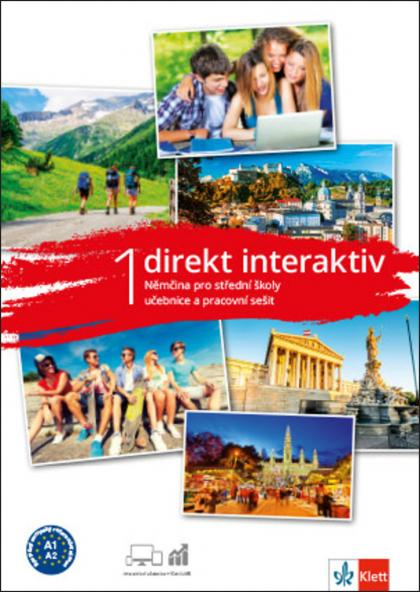 1 direkt interaktiv
Němčina pro střední školy
učebnice a pracovní sešit
A1
A2
Klett